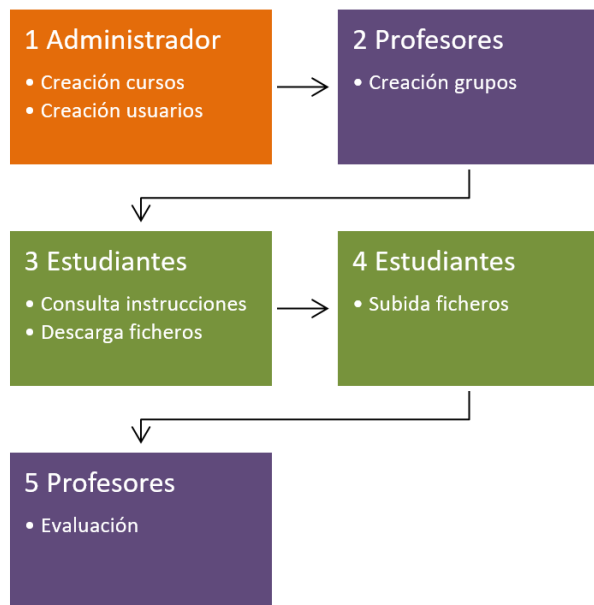 1 Administrador
• Creación cursos
• Creación usuarios
2 Profesores
• Creación grupos
3 Estudiantes
• Consulta instrucciones
• Descarga ficheros
4 Estudiantes
• Subida ficheros
5 Profesores
• Evaluación